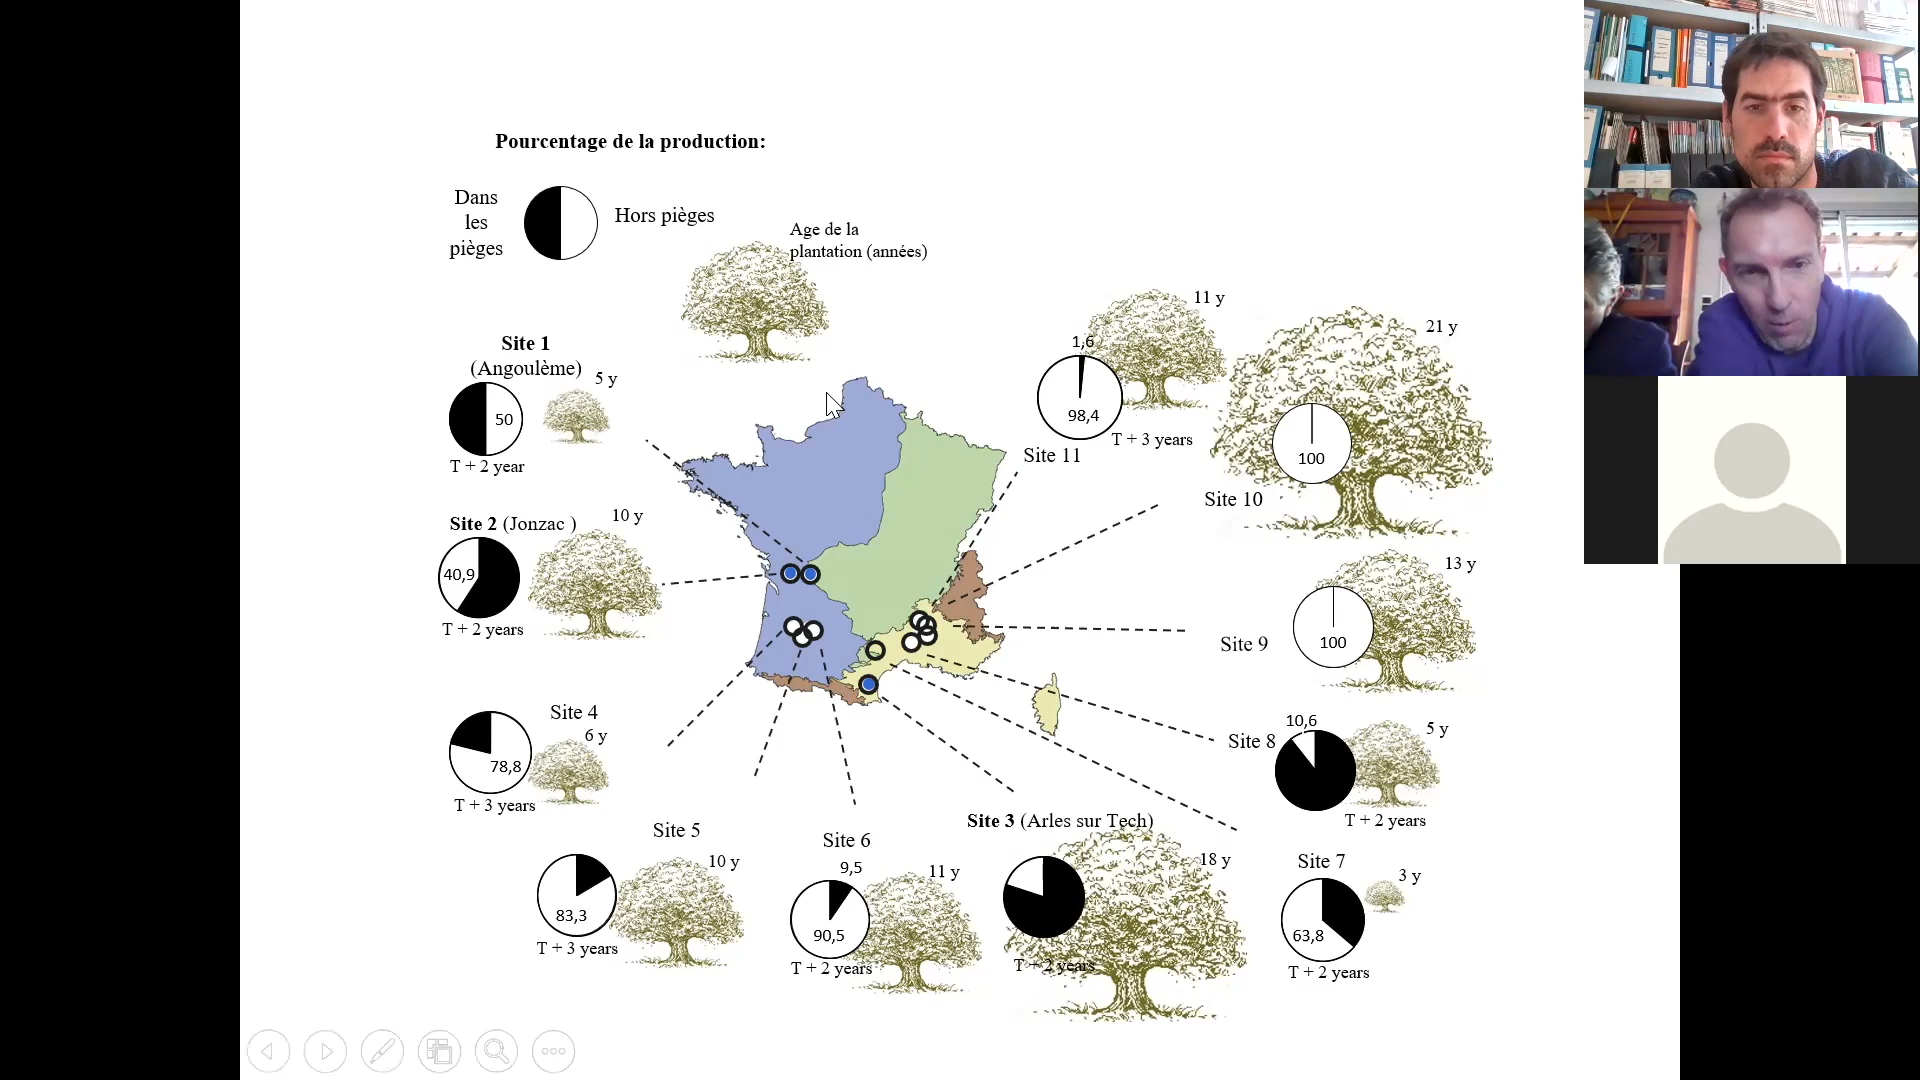 Pourcentage de la production:
Dans
les
pièges
Hors pièges
Age de la
plantation (années)
Site 1
(Angoulème)
5 y
50
T + 2 year
Site 2 (Jonzac )
10 y
40,9
T + 2 years
Site 4
6 y
78,8
T + 3 years
Site 5
10 y
83,3
T + 3 years
Site 6
9,5
11 y
90,5
T + 2 years
Site 3 (Arles sur Tech)
18 y
T + 2 years
Site 7
3 y
63,8
T + 2 years
Site 8
10,6
5 y
T + 2 years
Site 9
13 y
100
Site 10
21 y
100
Site 11
11 y
1,6
98,4
T + 3 years